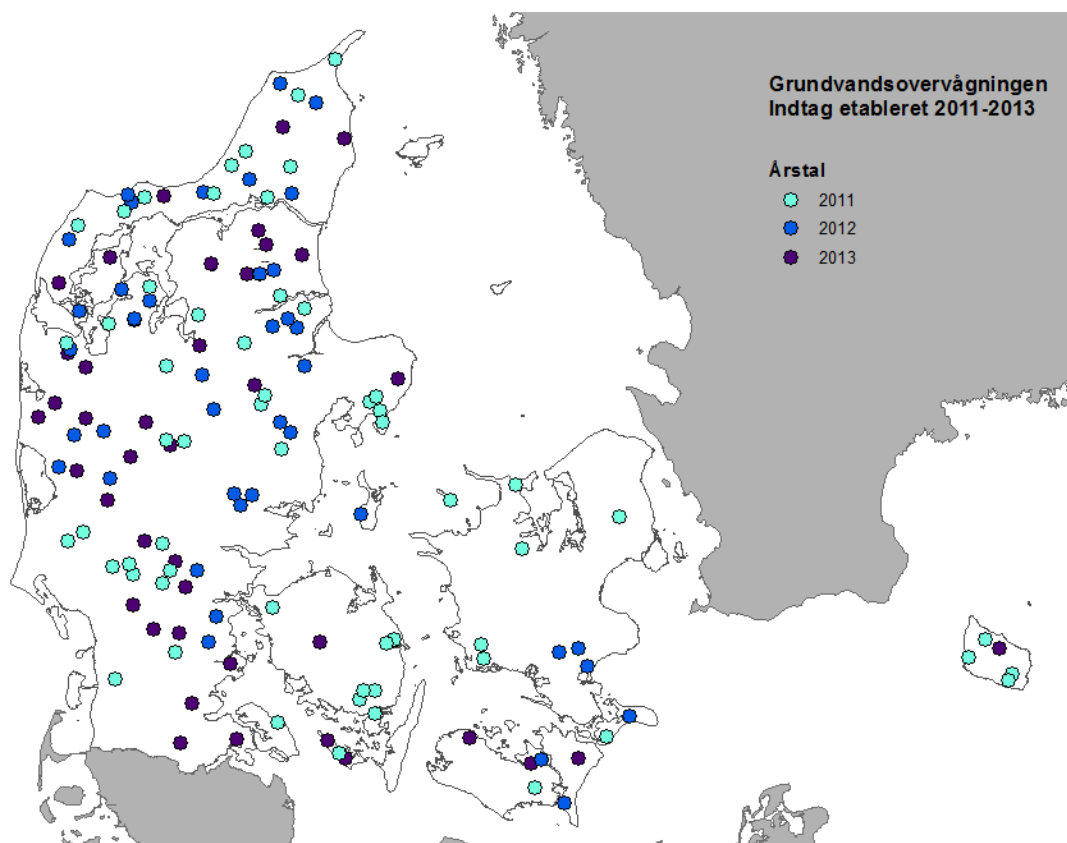 Grundvandsovervågningen
Indtag etableret 2011-2013
Årstal
2011
2012
2013